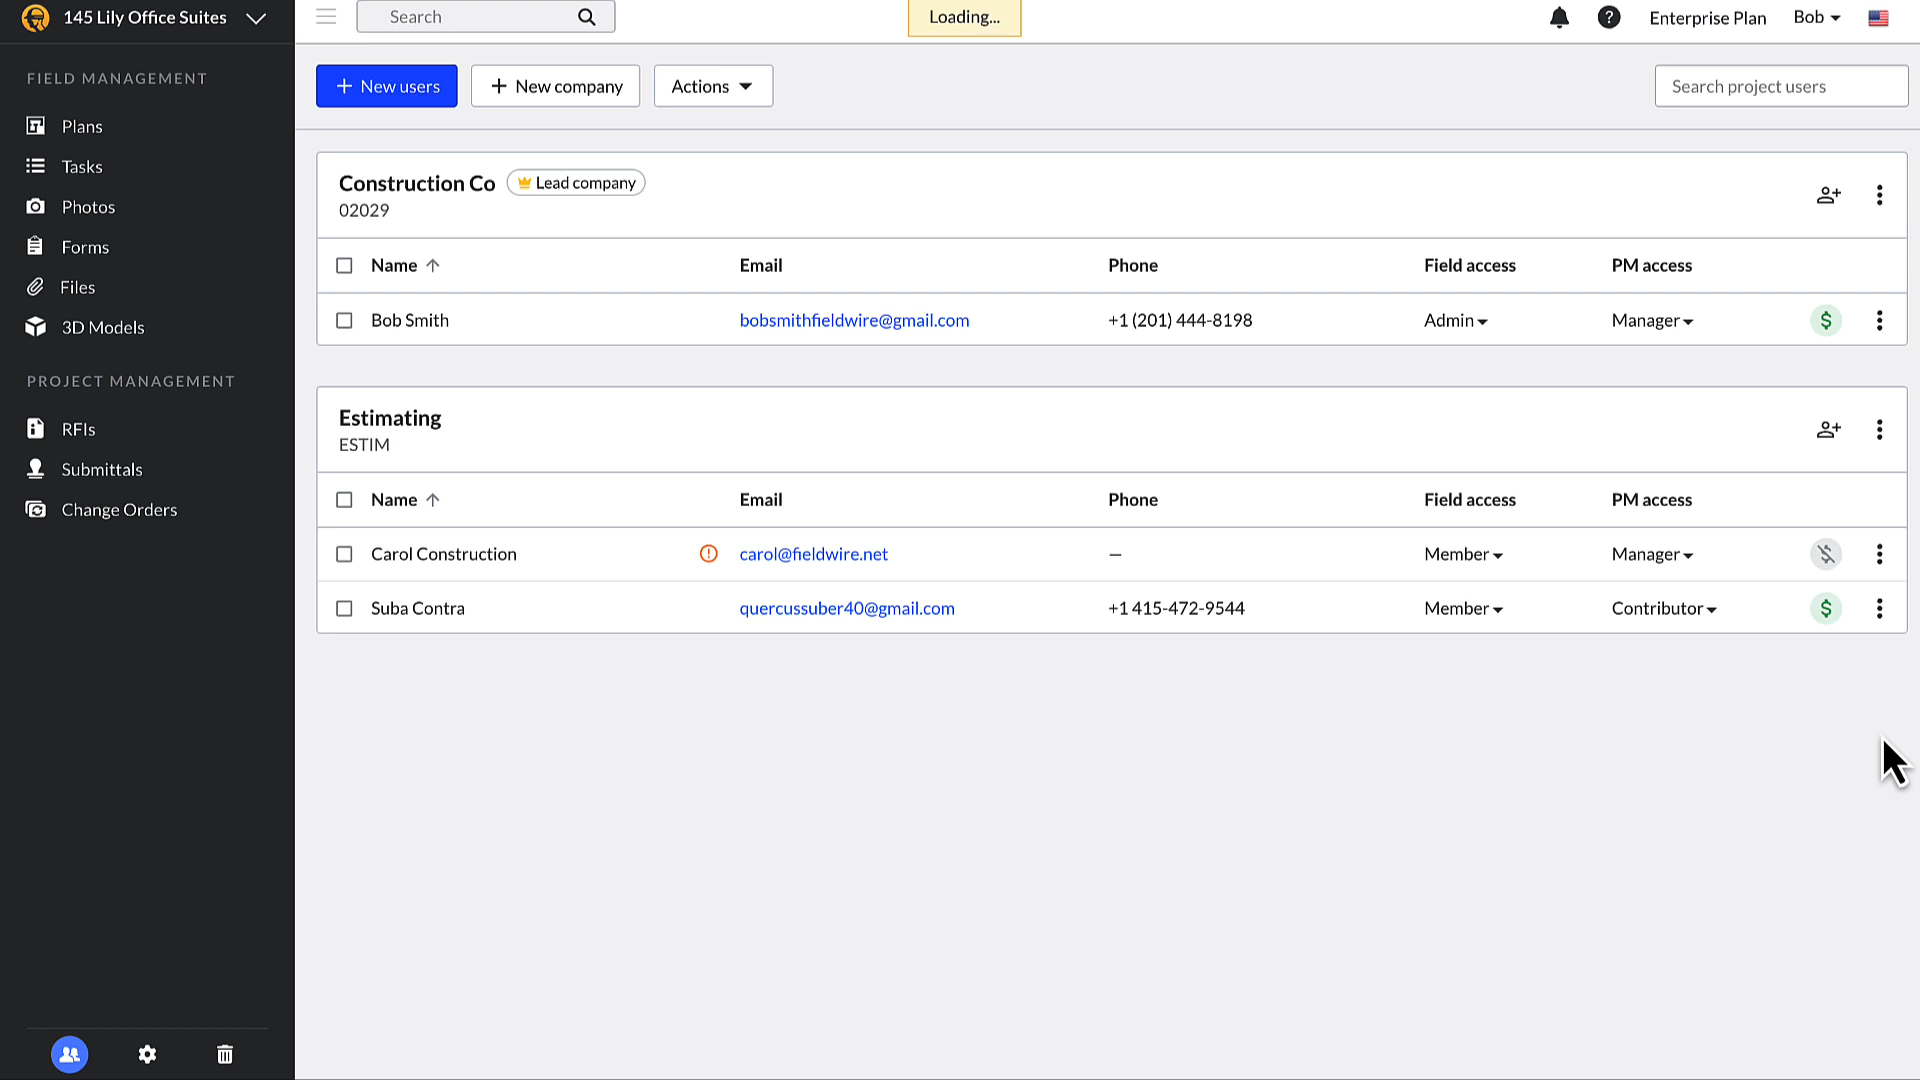 145 Lily Office Suites
Search
Loading...
Enterprise Plan
Bob
FIELD MANAGEMENT
Plans
Tasks
Photos
Forms
Files
3D Models
PROJECT MANAGEMENT
RFIs
Submittals
Change Orders
+ New users
+ New company
Actions
Search project users
Construction Co
Lead company
02029
Name Email Phone Field access PM access
Bob Smith bobsmithfieldwire@gmail.com +1 (201) 444-8198 Admin Manager $
Estimating
ESTIM
Name Email Phone Field access PM access
Carol Construction carol@fieldwire.net — Member Manager
Suba Contra quercussuber40@gmail.com +1 415-472-9544 Member Contributor $